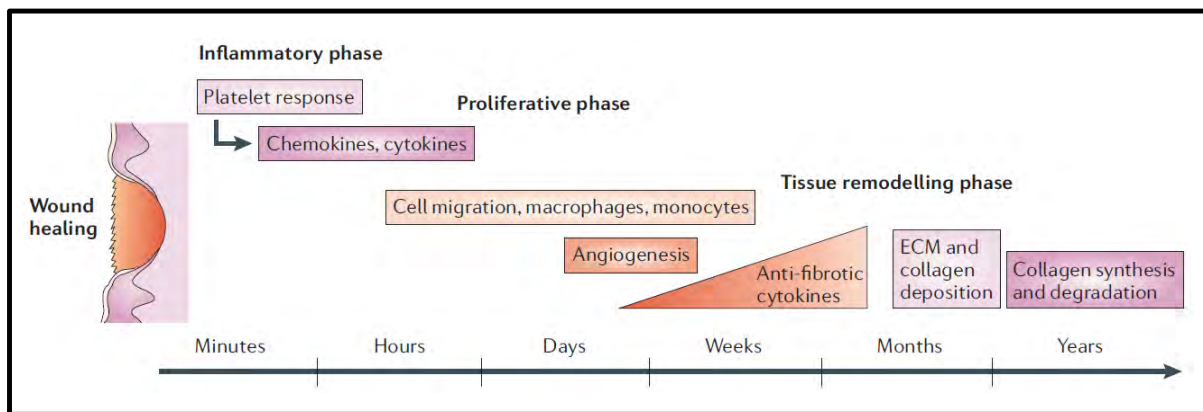 Inflammatory phase
Platelet response
Proliferative phase
Chemokines, cytokines
Wound
healing
Tissue remodelling phase
Cell migration, macrophages, monocytes
Angiogenesis
Anti-fibrotic
cytokines
ECM and
collagen
deposition
Collagen synthesis
and degradation
Minutes
Hours
Days
Weeks
Months
Years